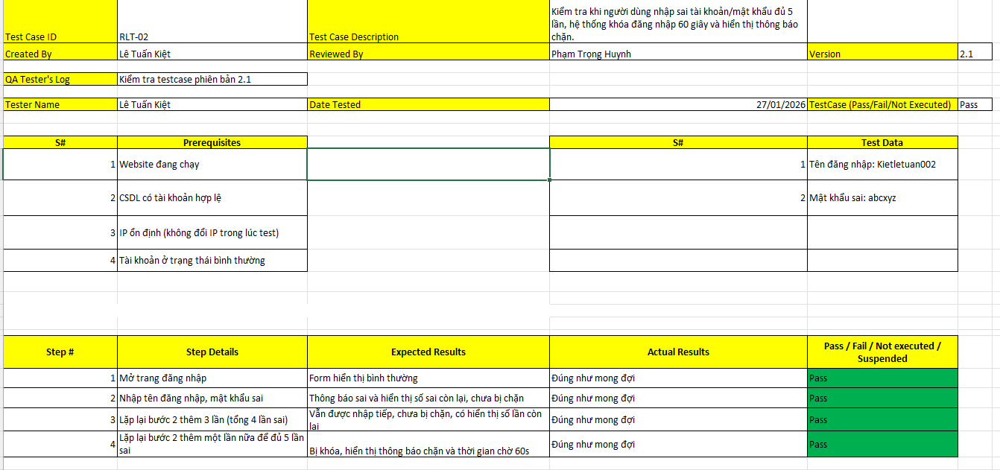 Test Case ID RLT-02 Test Case Description Kiểm tra khi người dùng nhập sai tài khoản/mật khẩu đủ 5
lần, hệ thống khóa đăng nhập 60 giây và hiển thị thông báo
chặn.
Created By Lê Tuấn Kiệt Reviewed By Phạm Trọng Huynh Version 2.1
QA Tester's Log Kiểm tra testcase phiên bản 2.1
Tester Name Lê Tuấn Kiệt Date Tested 27/01/2026 TestCase (Pass/Fail/Not Executed) Pass
S# Prerequisites S# Test Data
1 Website đang chạy 1 Tên đăng nhập: Kietletuan002
2 CSDL có tài khoản hợp lệ 2 Mật khẩu sai: abcxyz
3 IP ổn định (không đổi IP trong lúc test)
4 Tài khoản ở trạng thái bình thường
Step # Step Details Expected Results Actual Results Pass / Fail / Not executed /
Suspended
1 Mở trang đăng nhập Form hiển thị bình thường Đúng như mong đợi Pass
2 Nhập tên đăng nhập, mật khẩu sai Thông báo sai và hiển thị số sai còn lại, chưa bị chặn Đúng như mong đợi Pass
3 Lặp lại bước 2 thêm 3 lần (tổng 4 lần sai) Vẫn được nhập tiếp, chưa bị chặn, có hiển thị số lần còn
lại Đúng như mong đợi Pass
4 Lặp lại bước 2 thêm một lần nữa để đủ 5 lần
sai Bị khóa, hiển thị thông báo chặn và thời gian chờ 60s Đúng như mong đợi Pass